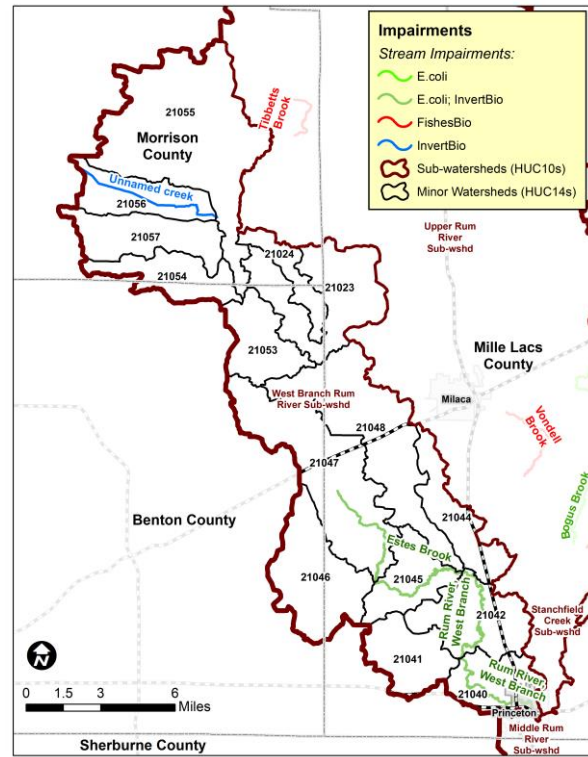 Impairments
Stream Impairments:
E.coli
E.coli; InvertBio
FishesBio
InvertBio
Sub-watersheds (HUC10s)
Minor Watersheds (HUC14s)
21055
Tibbetts
Brook
Morrison
County
Unnamed creek
21056
Upper Rum
River
Sub-wshd
21057
21024
21054
21023
21053
Mille Lacs
County
West Branch Rum
River Sub-wshd
Milaca
Vondell
Brook
21048
21047
Bogus Brook
Benton County
21044
Estes Brook
21046
21045
Rum River,
West Branch
21042
Stanchfield
Creek
Sub-wshd
21041
Rum River,
West Branch
N
21040
0 1.5 3 6
Miles
Princeton
Middle Rum
River
Sub-wshd
Sherburne County